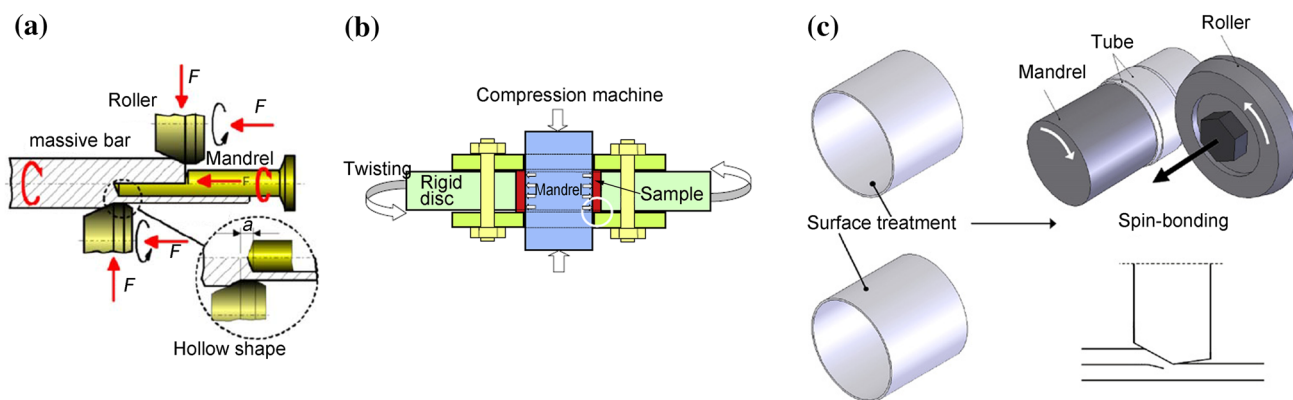 (a)
F
Roller
F
massive bar
Mandrel
F
F
a
F
Hollow shape
(b)
Compression machine
Twisting
Rigid
disc
Mandrel
Sample
(c)
Roller
Tube
Mandrel
Surface treatment
Spin-bonding